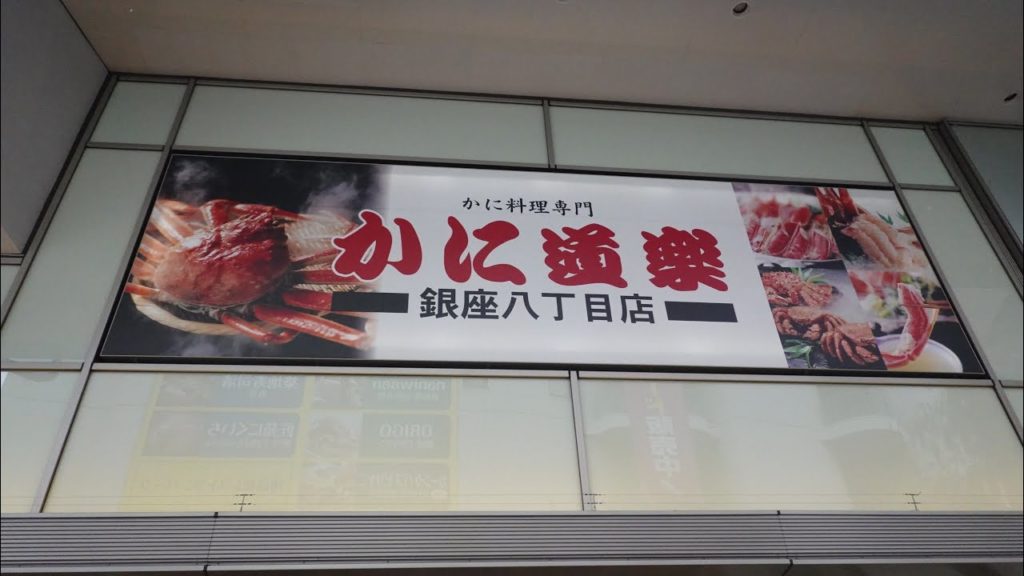 かに料理専門
かに道楽
銀座八丁目店